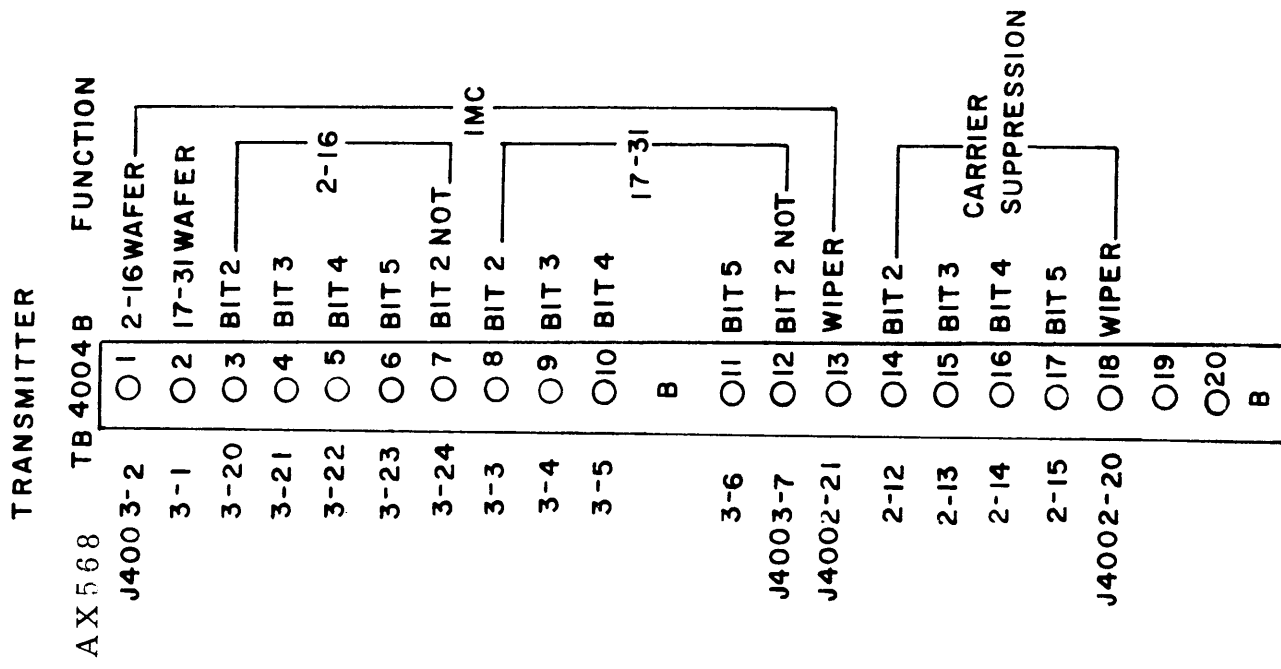 TRANSMITTER
AX568
TB 4004 B FUNCTION
J4003-2 1 2-16 WAFER
3-1 2 17-31 WAFER
3-20 3 BIT 2
3-21 4 BIT 3
3-22 5 BIT 4
3-23 6 BIT 5
3-24 7 BIT 2 NOT
2-16
IMC
3-3 8 BIT 2
3-4 9 BIT 3
3-5 10 BIT 4
B
3-6 11 BIT 5
J4003-7 12 BIT 2 NOT
17-31
J4002-21 13 WIPER
2-12 14 BIT 2
2-13 15 BIT 3
2-14 16 BIT 4
2-15 17 BIT 5
J4002-20 18 WIPER
CARRIER
SUPPRESSION
19
20
B